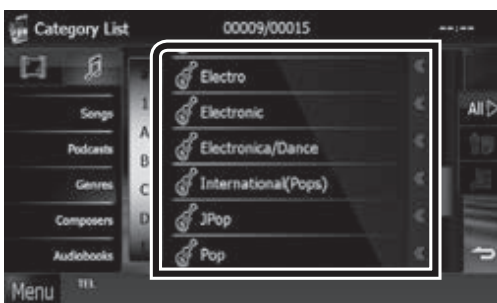 Category List 00009/00015 --:--
Songs
Podcasts
Genres
Composers
Audiobooks
1
A
B
C
D
Electro
Electronic
Electronica/Dance
International(Pops)
JPop
Pop
All
Menu TEL